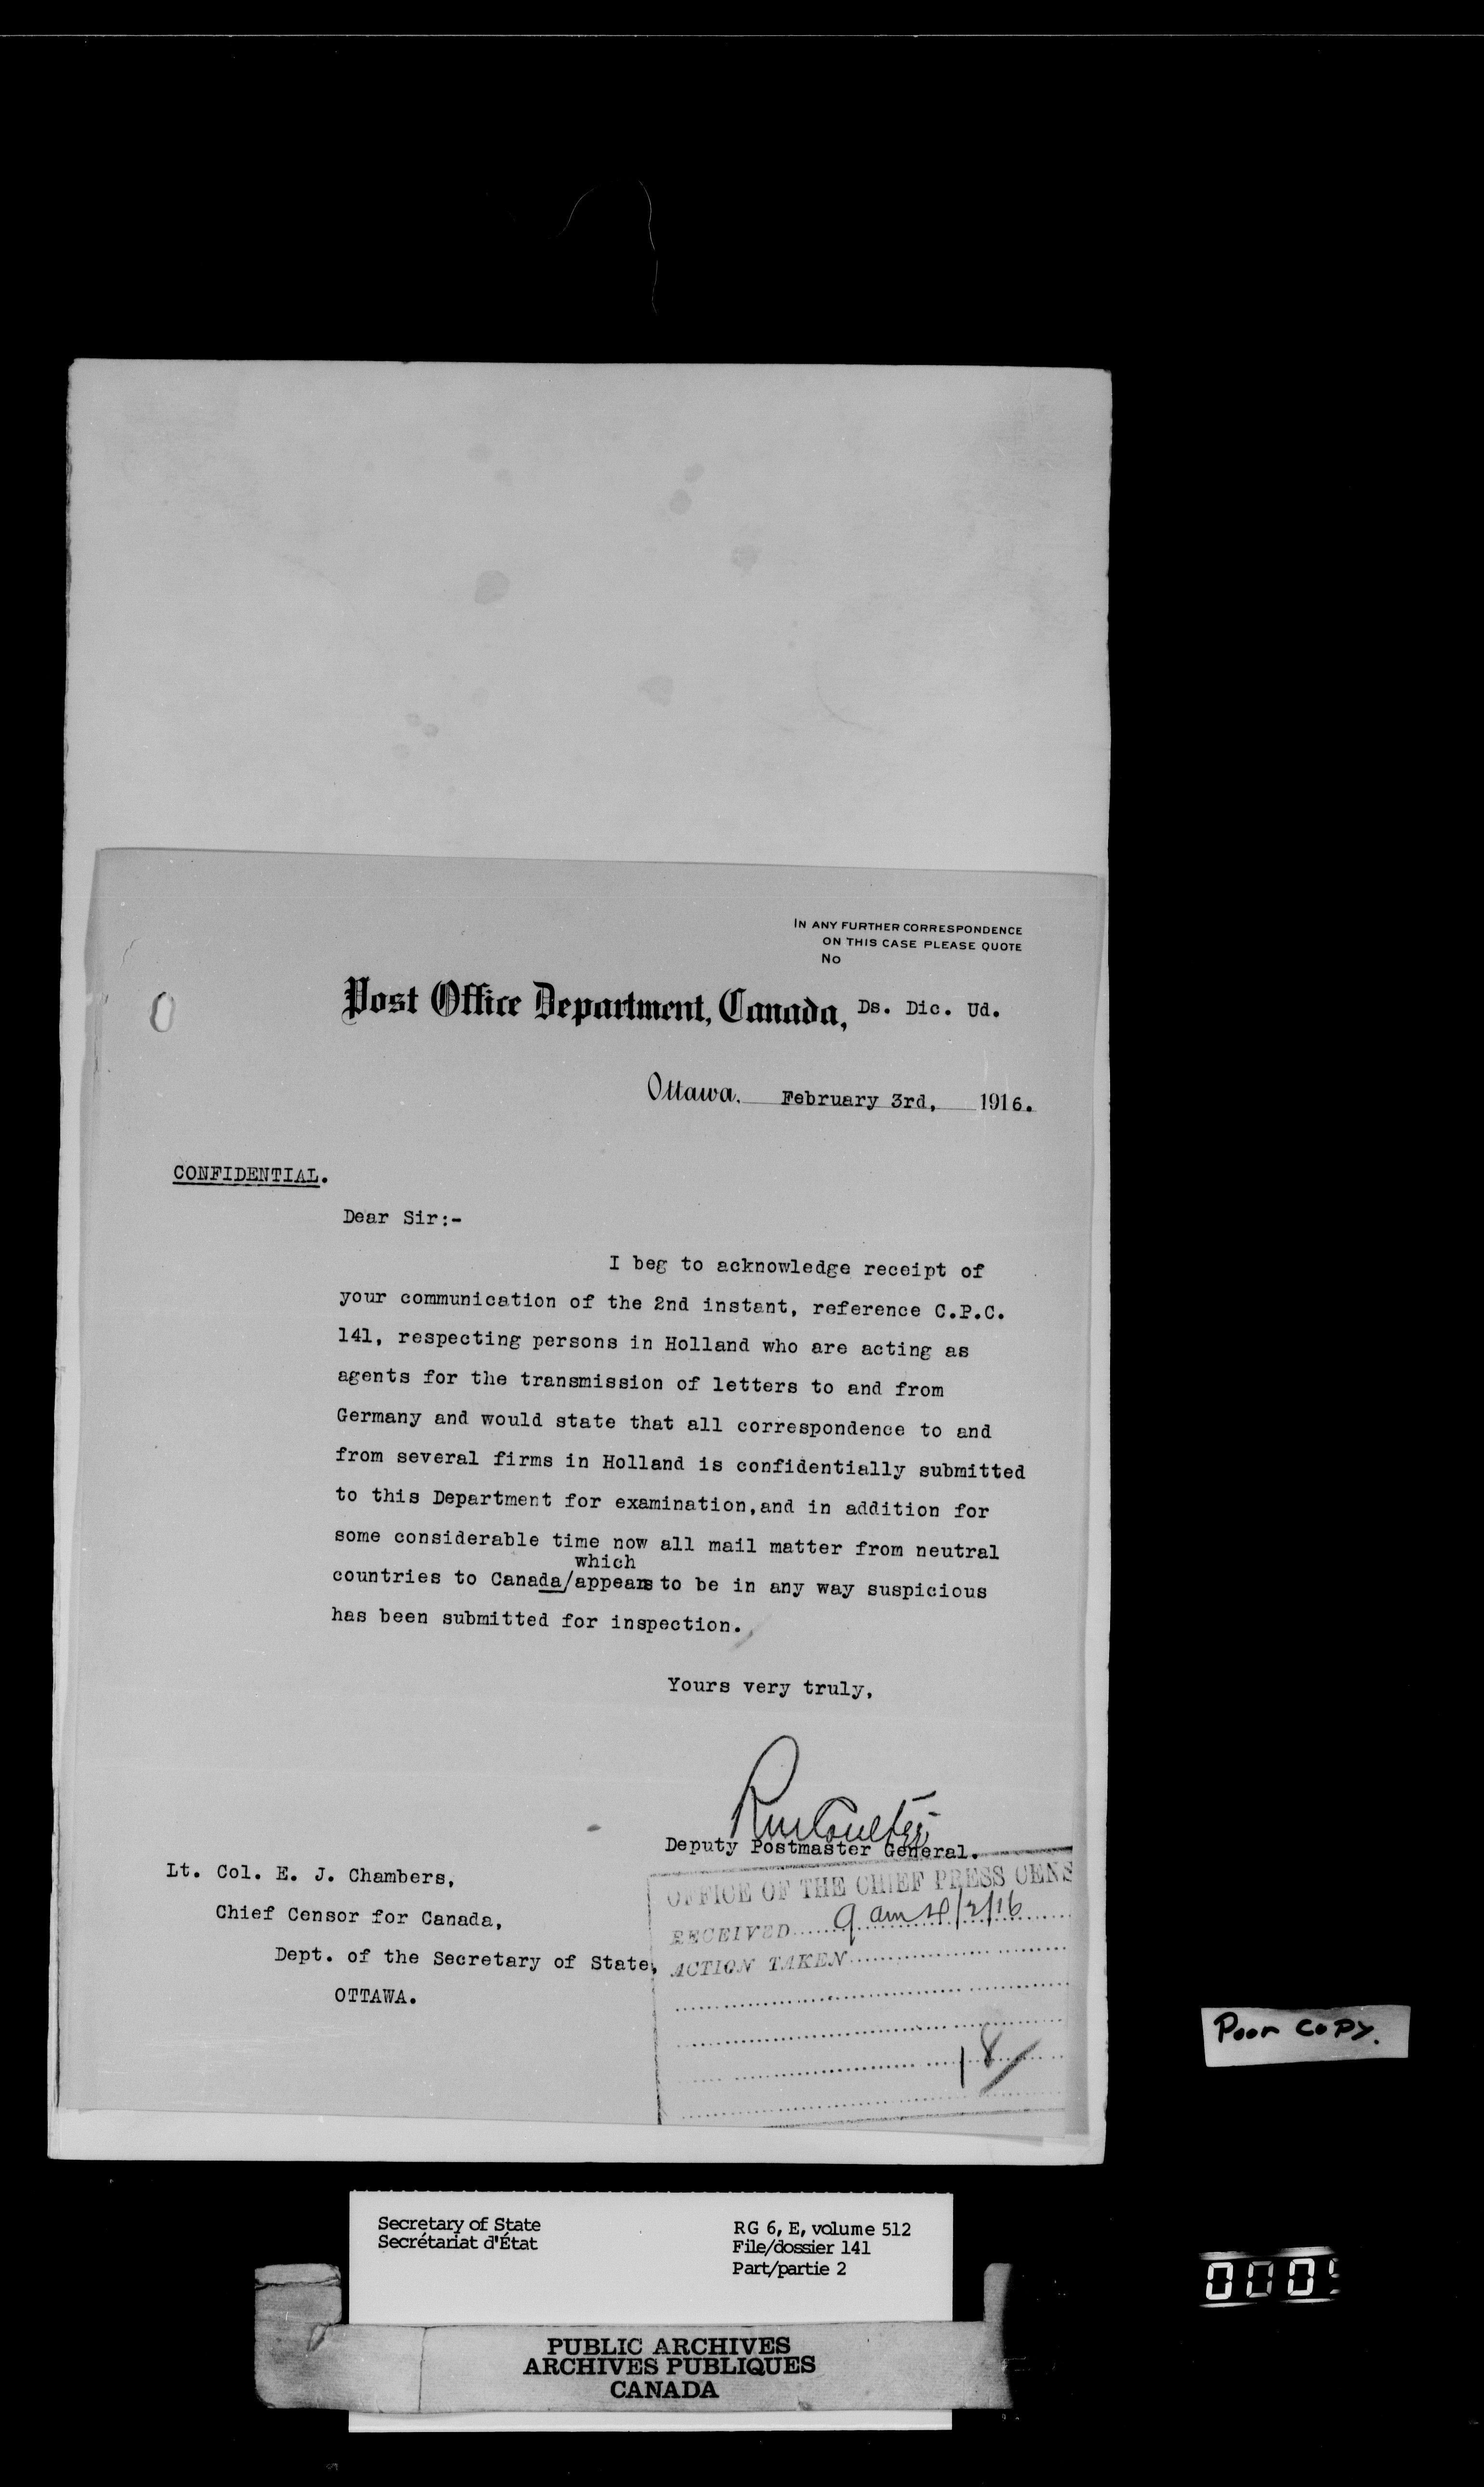 IN ANY FURTHER CORRESPONDENCE
ON THIS CASE PLEASE QUOTE
No
Post Office Department, Canada, Ds. Dic. Ud.
Ottawa, February 3rd, 1916.
CONFIDENTIAL.
Dear Sir:-
I beg to acknowledge receipt of
your communication of the 2nd instant, reference C.P.C.
141, respecting persons in Holland who are acting as
agents for the transmission of letters to and from
Germany and would state that all correspondence to and
from several firms in Holland is confidentially submitted
to this Department for examination,and in addition for
some considerable time now all mail matter from neutral
which
countries to Canada/appears to be in any way suspicious
has been submitted for inspection.
Yours very truly,
RmCoulter
Deputy Postmaster General.
Lt. Col. E. J. Chambers,
Chief Censor for Canada,
Dept. of the Secretary of State,
OTTAWA.
OFFICE OF THE CHIEF PRESS CENS
RECEIVED 9 am 4/2/16
ACTION TAKEN
18/
Poor Copy.
Secretary of State
Secrétariat d'État
RG 6, E, volume 512
File/dossier 141
Part/partie 2
000
PUBLIC ARCHIVES
ARCHIVES PUBLIQUES
CANADA